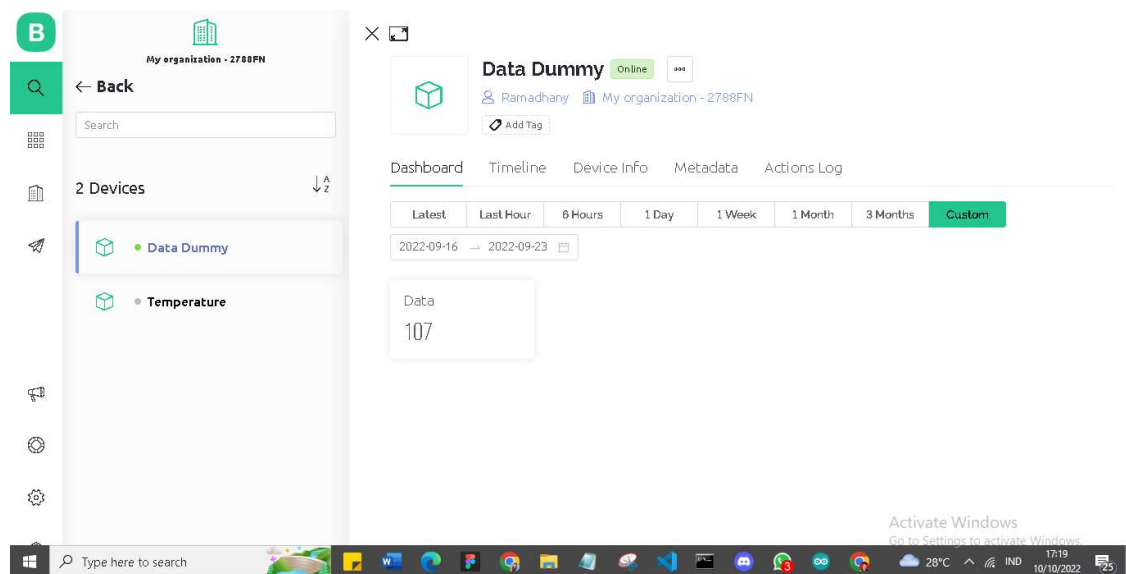 B
My organization - 2788FN
← Back
Search
2 Devices
A
Z
Data Dummy
Temperature
Data Dummy
Online
Ramadhany
My organization - 2788FN
Add Tag
Dashboard
Timeline
Device Info
Metadata
Actions Log
Latest
Last Hour
6 Hours
1 Day
1 Week
1 Month
3 Months
Custom
2022-09-16 → 2022-09-23
Data
107
Activate Windows
Go to Settings to activate Windows.
Type here to search
3
28°C
IND
17:19
10/10/2022
25